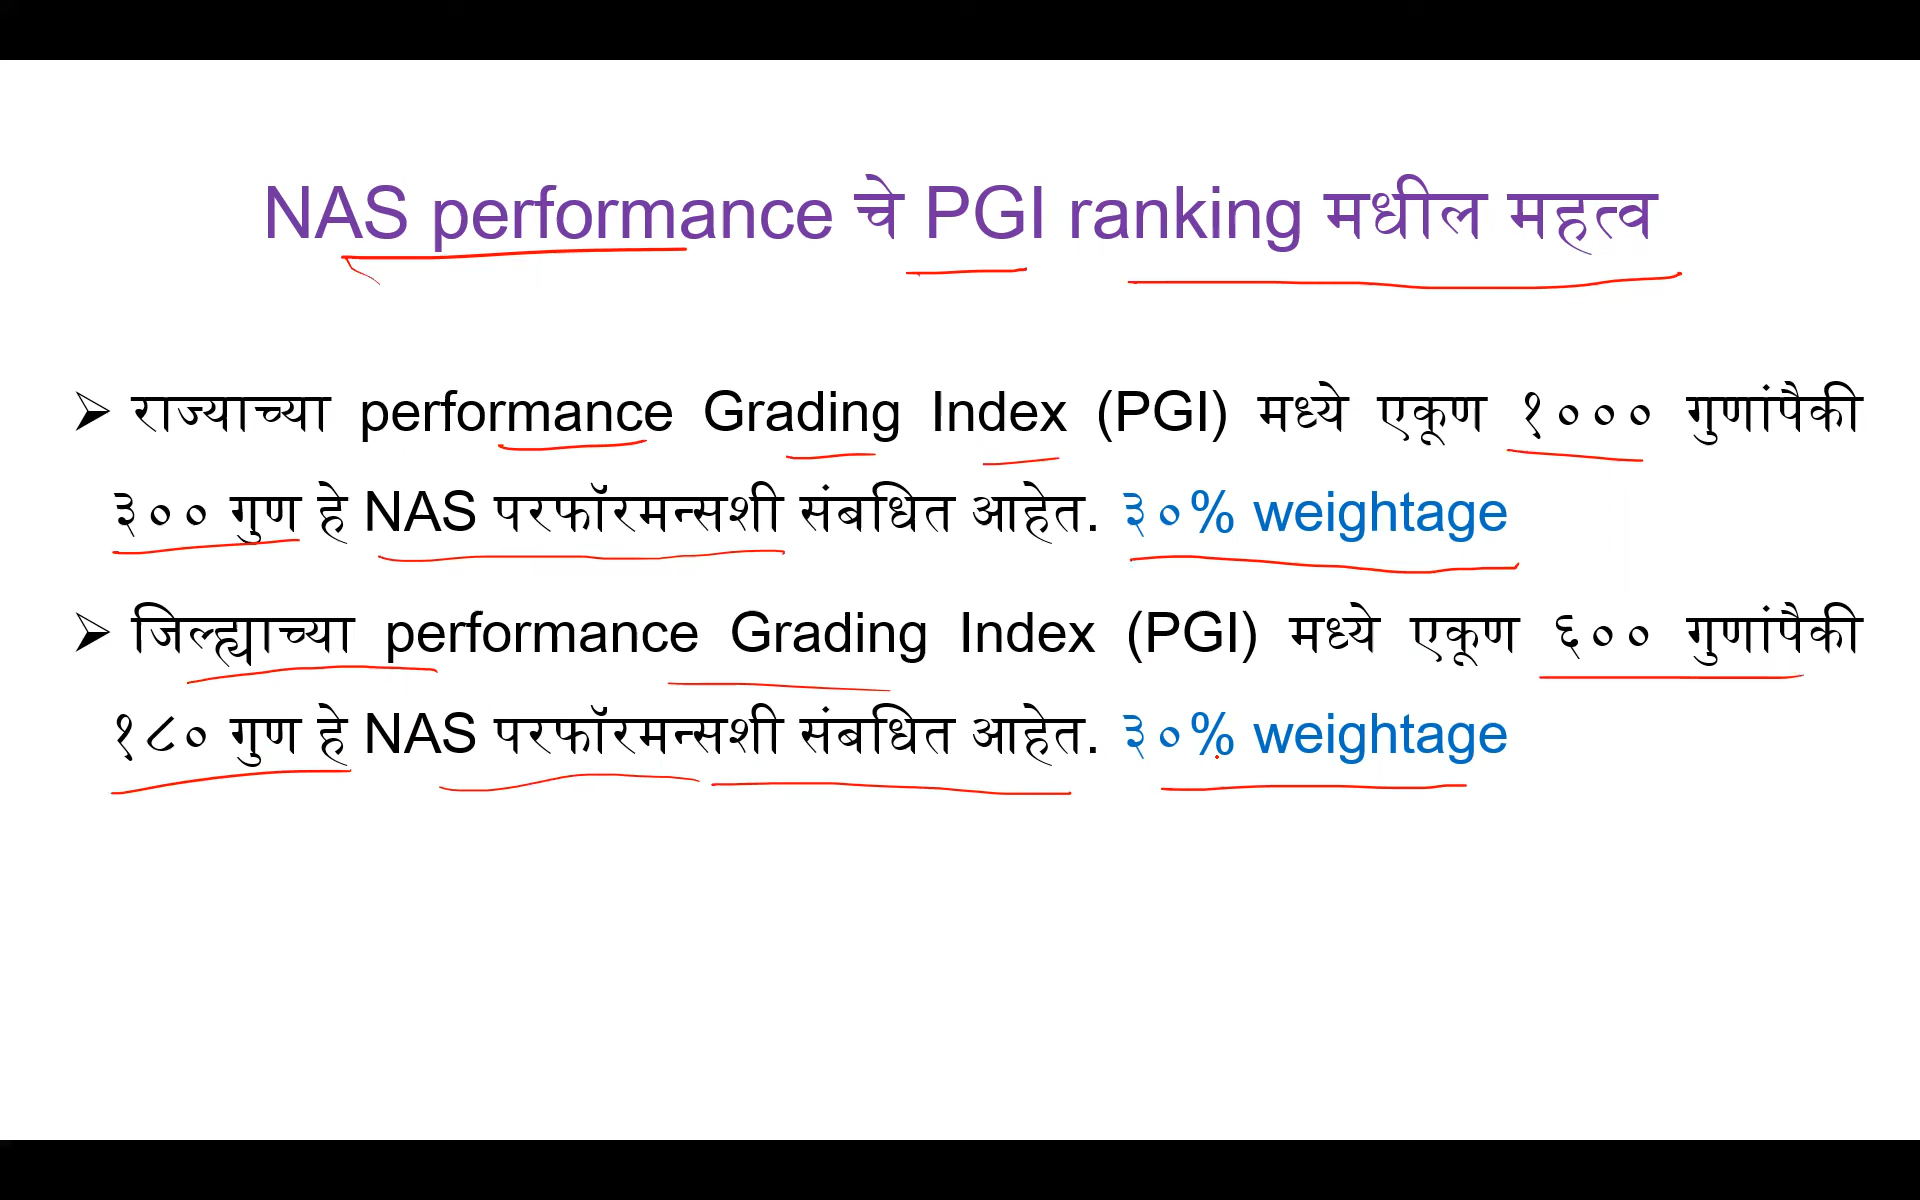 NAS performance चे PGI ranking मधील महत्व
➢ राज्याच्या performance Grading Index (PGI) मध्ये एकूण १००० गुणांपैकी
३०० गुण हे NAS परफॉरमन्सशी संबधित आहेत. ३०% weightage
➢ जिल्ह्याच्या performance Grading Index (PGI) मध्ये एकूण ६०० गुणांपैकी
१८० गुण हे NAS परफॉरमन्सशी संबधित आहेत. ३०% weightage